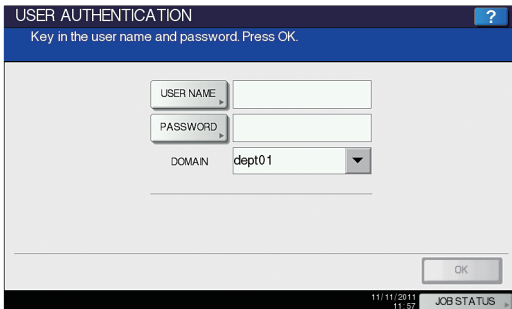 USER AUTHENTICATION
?
Key in the user name and password. Press OK.
USER NAME
PASSWORD
DOMAIN dept01
OK
11/11/2011
11:57
JOB STATUS